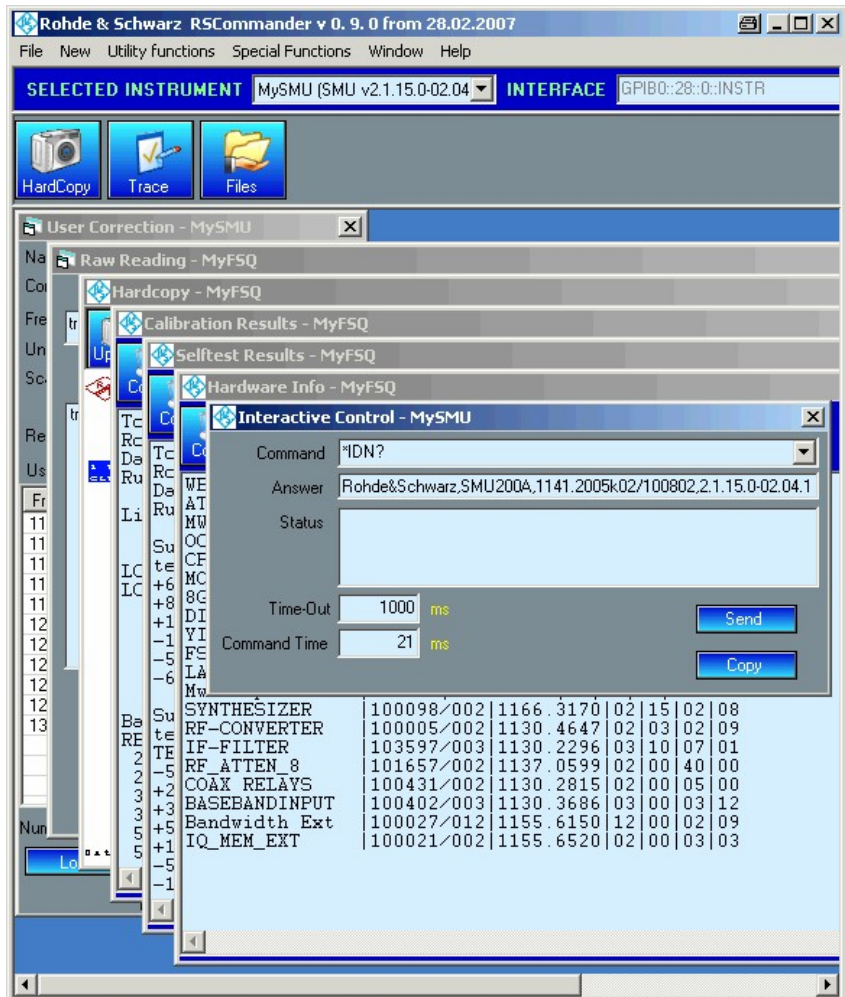 Rohde & Schwarz RSCommander v 0. 9. 0 from 28.02.2007
File New Utility functions Special Functions Window Help
SELECTED INSTRUMENT MySMU (SMU v2.1.15.0-02.04 INTERFACE GPIB0::28::0::INSTR
HardCopy Trace Files
User Correction - MySMU
Raw Reading - MyFSQ
Hardcopy - MyFSQ
Calibration Results - MyFSQ
Selftest Results - MyFSQ
Hardware Info - MyFSQ
Interactive Control - MySMU
Command *IDN?
Answer Rohde&Schwarz,SMU200A,1141.2005k02/100802,2.1.15.0-02.04.1
Status
Time-Out 1000 ms
Send
Command Time 21 ms
Copy
SYNTHESIZER |100098/002|1166.3170|02|15|02|08
RF-CONVERTER |100005/002|1130.4647|02|03|02|09
IF-FILTER |103597/003|1130.2296|03|10|07|01
RF_ATTEN_8 |101657/002|1137.0599|02|00|40|00
COAX RELAYS |100431/002|1130.2815|02|00|05|00
BASEBANDINPUT |100402/003|1130.3686|03|00|03|12
Bandwidth Ext |100027/012|1155.6150|12|00|02|09
IQ_MEM_EXT |100021/002|1155.6520|02|00|03|03